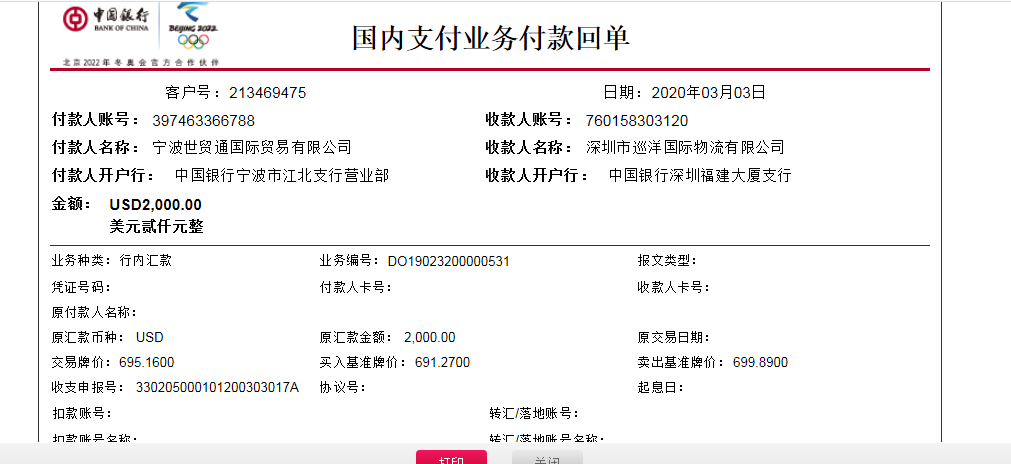 中国银行
BANK OF CHINA
BEIJING 2022
北京2022年冬奥会官方合作伙伴
国内支付业务付款回单
客户号：213469475 日期：2020年03月03日
付款人账号：397463366788 收款人账号：760158303120
付款人名称：宁波世贸通国际贸易有限公司 收款人名称：深圳市巡洋国际物流有限公司
付款人开户行：中国银行宁波市江北支行营业部 收款人开户行：中国银行深圳福建大厦支行
金额：USD2,000.00
美元贰仟元整
业务种类：行内汇款 业务编号：DO19023200000531 报文类型：
凭证号码： 付款人卡号： 收款人卡号：
原付款人名称：
原汇款币种：USD 原汇款金额：2,000.00 原交易日期：
交易牌价：695.1600 买入基准牌价：691.2700 卖出基准牌价：699.8900
收支申报号：330205000101200303017A 协议号： 起息日：
扣款账号： 转汇/落地账号：
扣款账号名称： 转汇/落地账号名称：
打印 关闭